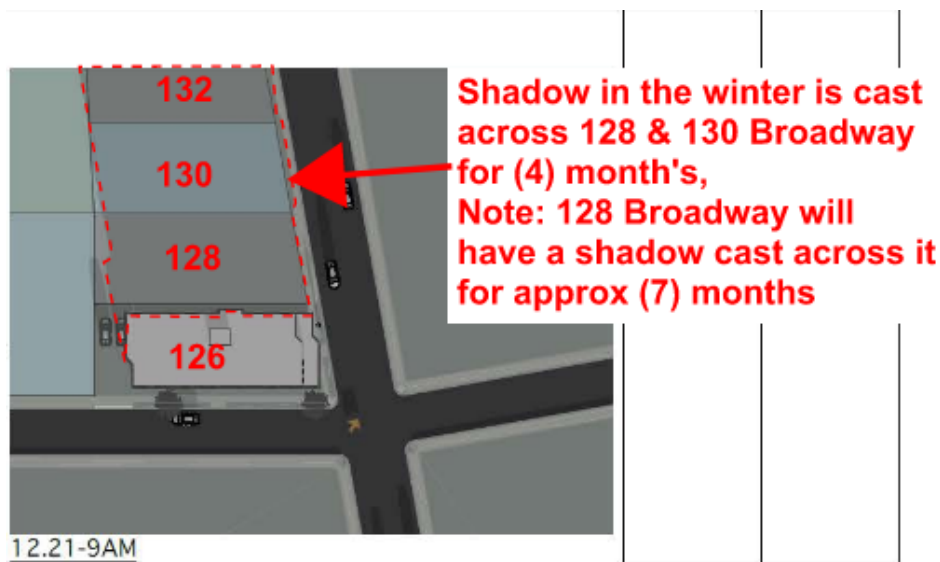 132
130
128
126
Shadow in the winter is cast
across 128 & 130 Broadway
for (4) month's,
Note: 128 Broadway will
have a shadow cast across it
for approx (7) months
12.21-9AM